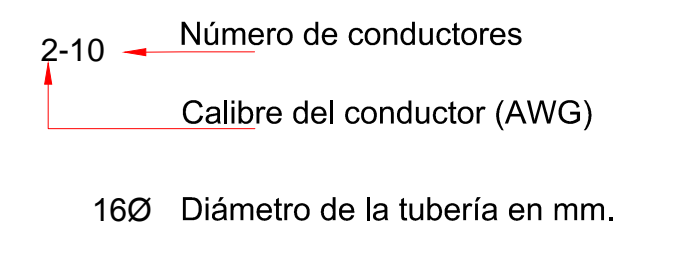 2-10 Número de conductores
Calibre del conductor (AWG)
16Ø Diámetro de la tubería en mm.